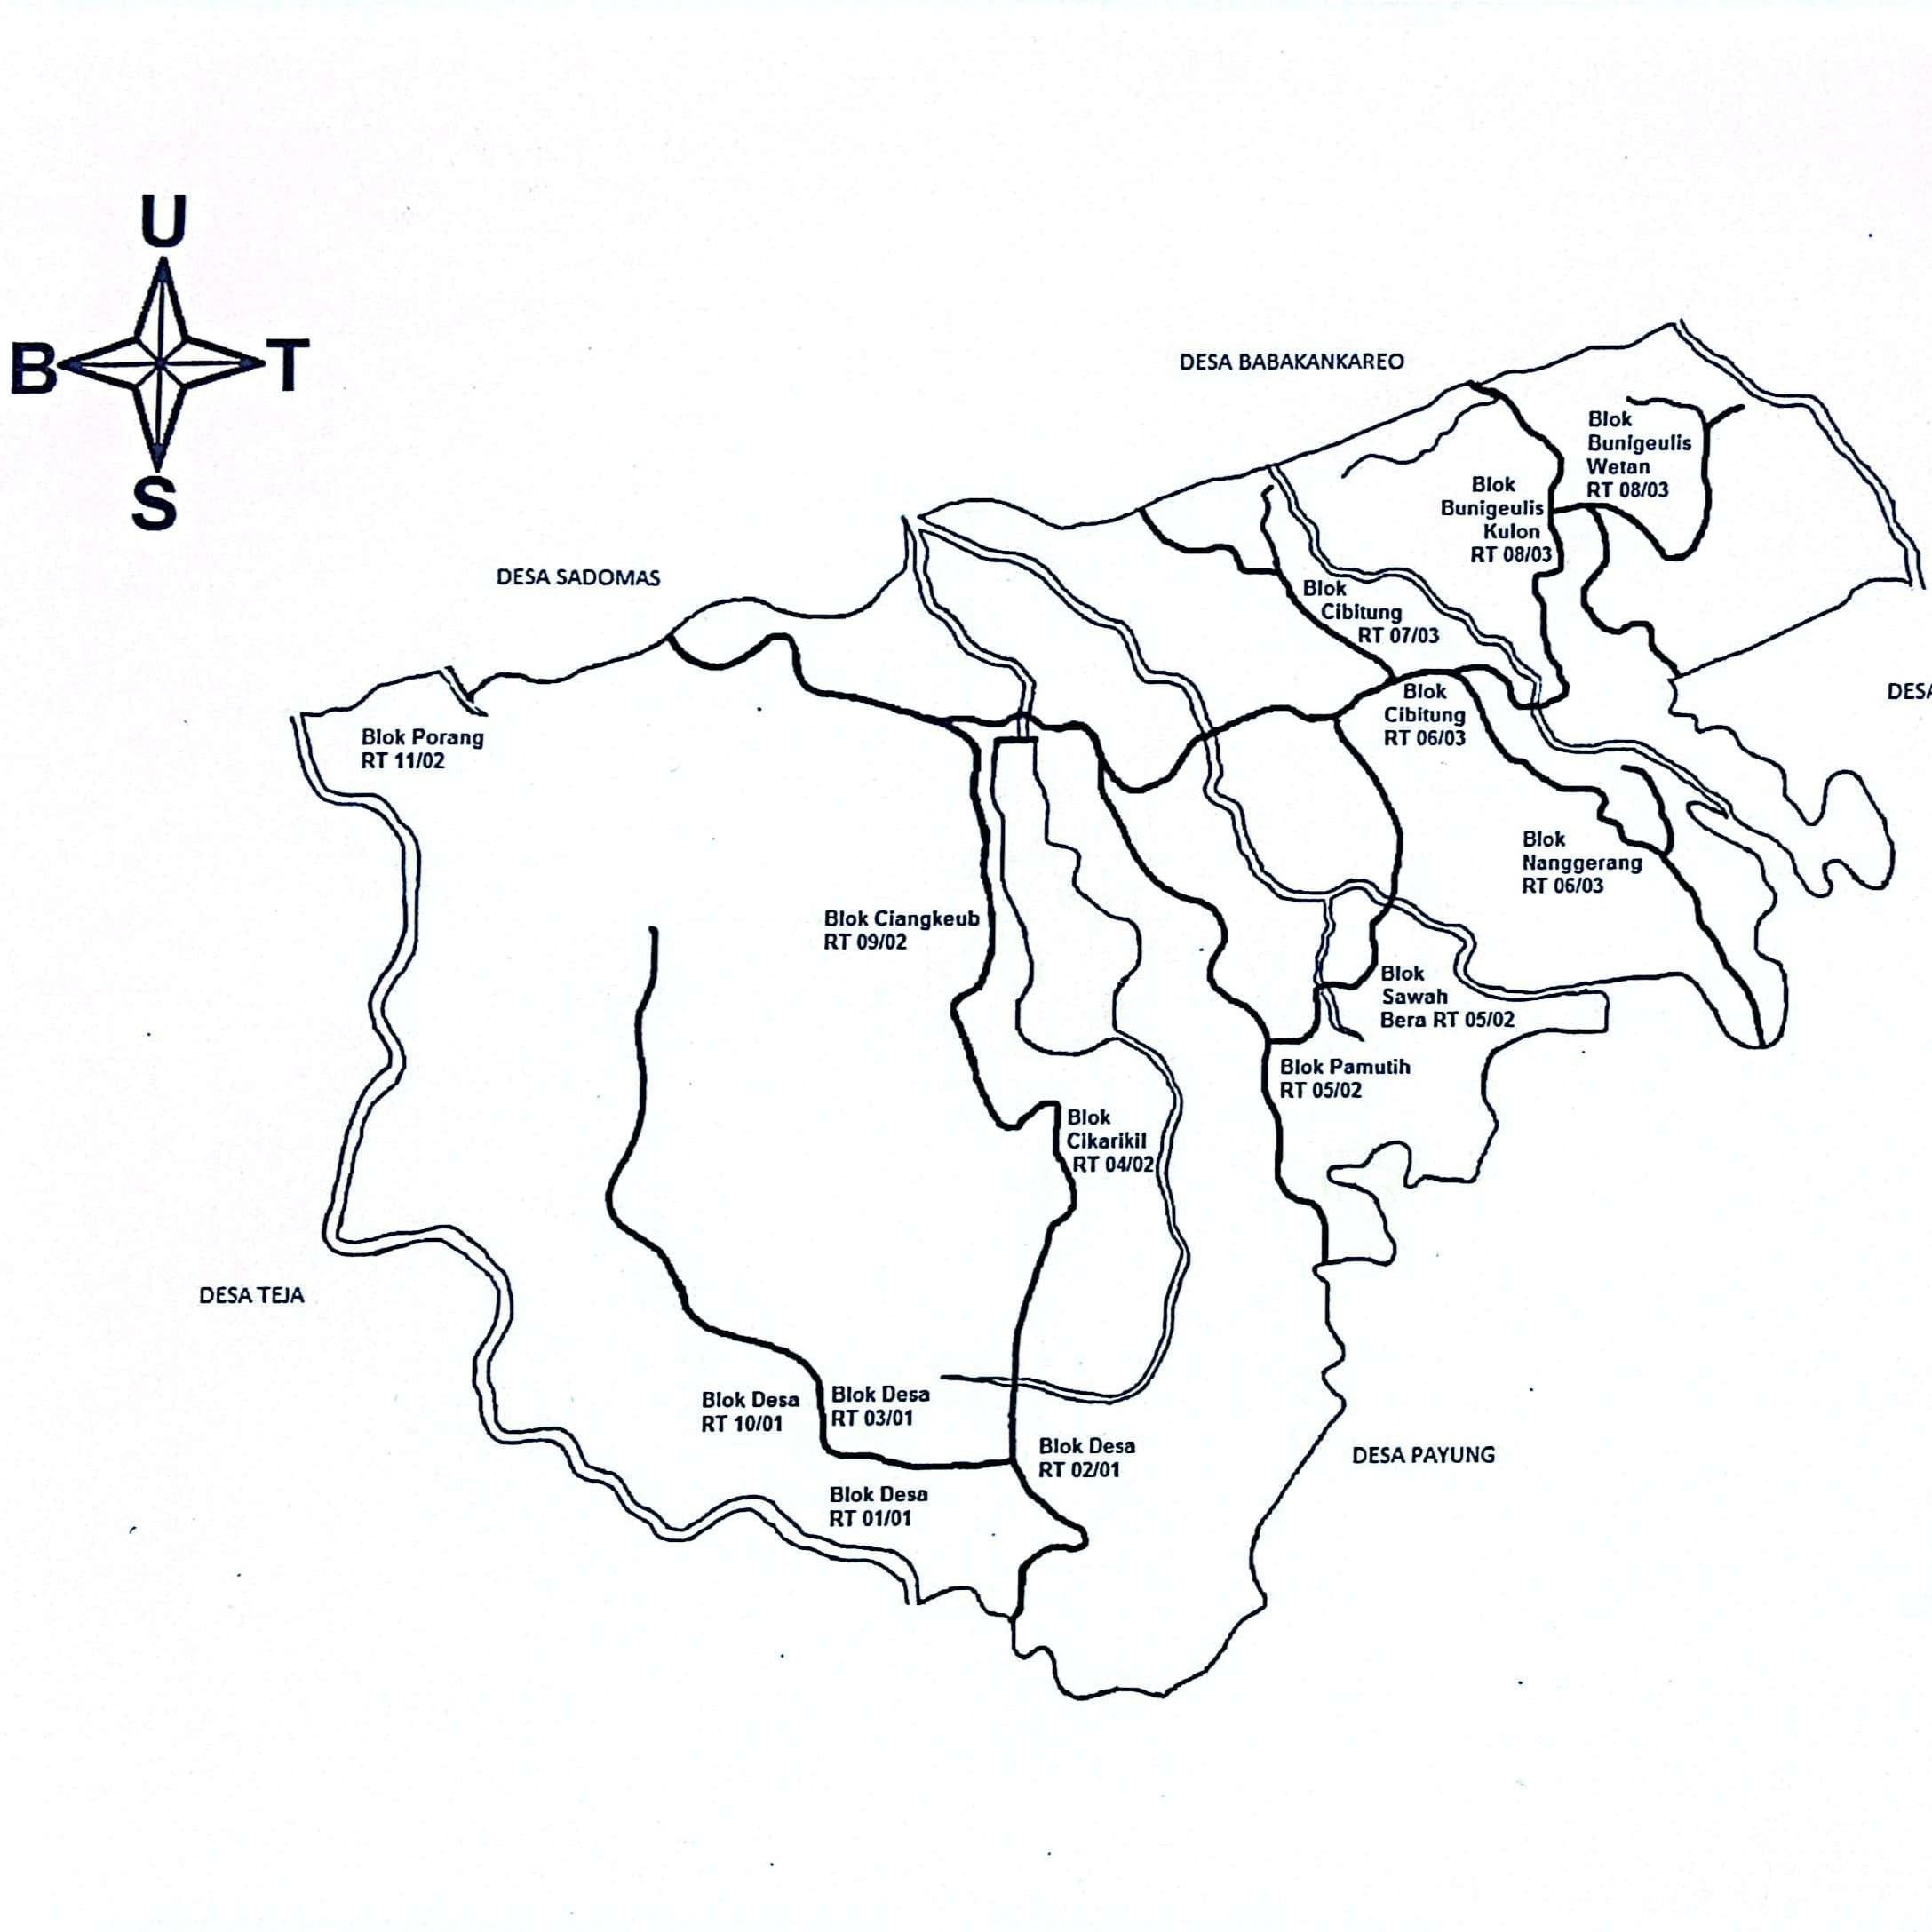 U
B
T
S
DESA BABAKANKAREO
Blok
Bunigeulis
Wetan
RT 08/03
Blok
Bunigeulis
Kulon
RT 08/03
DESA SADOMAS
Blok
Cibitung
RT 07/03
DESA
Blok
Cibitung
RT 06/03
Blok Porang
RT 11/02
Blok
Nanggerang
RT 06/03
Blok Ciangkeub
RT 09/02
Blok
Sawah
Bera RT 05/02
Blok Pamutih
RT 05/02
Blok
Cikarikil
RT 04/02
DESA TEJA
Blok Desa
RT 10/01
Blok Desa
RT 03/01
Blok Desa
RT 02/01
DESA PAYUNG
Blok Desa
RT 01/01